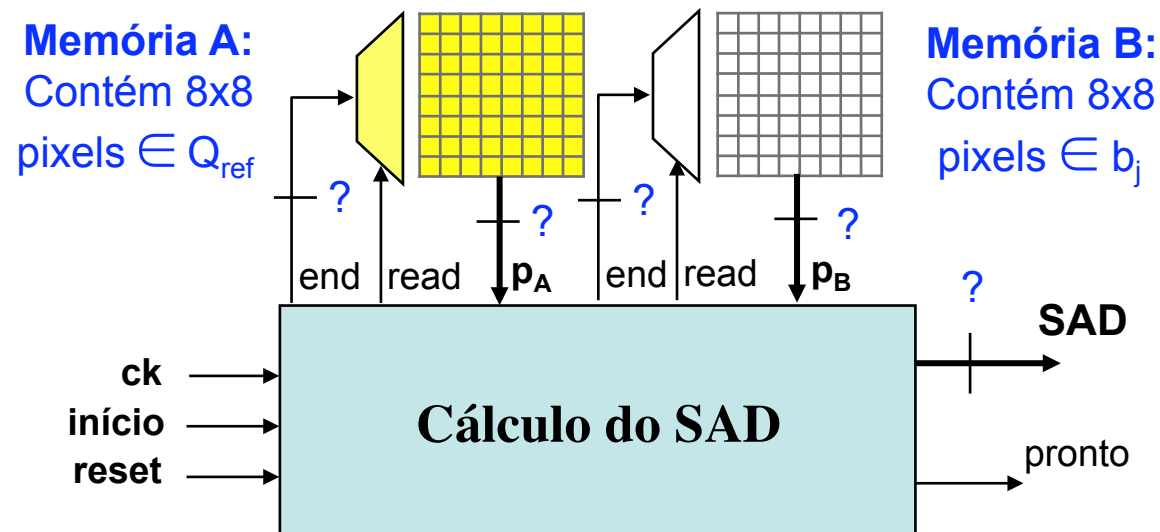 Memória A:
Contém 8x8
pixels ∈ Qref
Memória B:
Contém 8x8
pixels ∈ bj
?
?
?
?
end
read
pA
end
read
pB
?
SAD
ck
início
reset
Cálculo do SAD
pronto